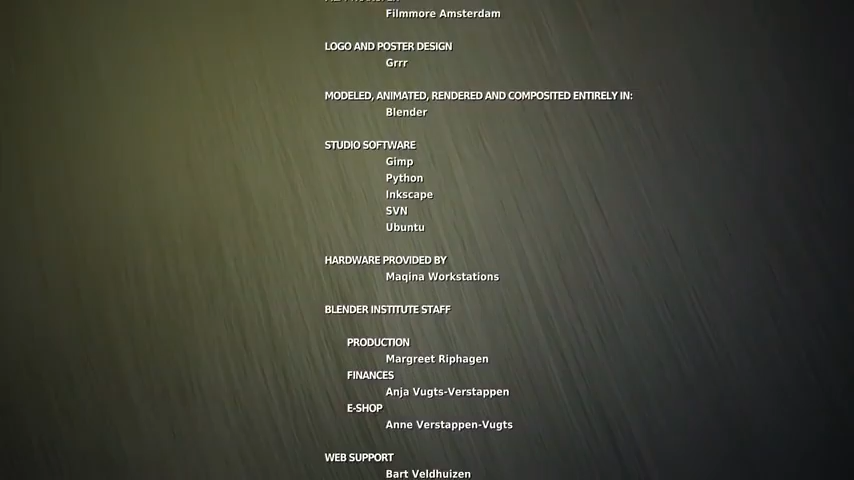 Filmmore Amsterdam
LOGO AND POSTER DESIGN
Grrr
MODELED, ANIMATED, RENDERED AND COMPOSITED ENTIRELY IN:
Blender
STUDIO SOFTWARE
Gimp
Python
Inkscape
SVN
Ubuntu
HARDWARE PROVIDED BY
Maqina Workstations
BLENDER INSTITUTE STAFF
PRODUCTION
Margreet Riphagen
FINANCES
Anja Vugts-Verstappen
E-SHOP
Anne Verstappen-Vugts
WEB SUPPORT
Bart Veldhuizen